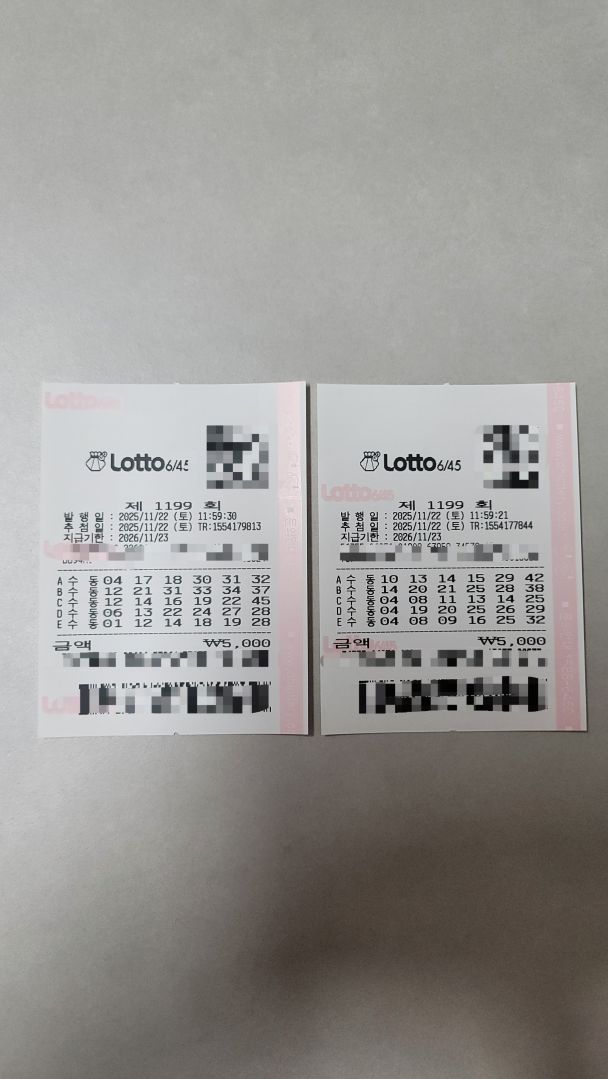 Lotto 6/45
제 1199 회
발 행 일 : 2025/11/22 (토) 11:59:30
추 첨 일 : 2025/11/22 (토) TR:1554179813
지급기한 : 2026/11/23
A 수 동 04 17 18 30 31 32
B 수 동 12 21 31 33 34 37
C 수 동 12 14 16 19 22 45
D 수 동 06 13 22 24 27 28
E 수 동 01 12 14 18 19 28
금액 ₩5,000
Lotto 6/45
제 1199 회
발 행 일 : 2025/11/22 (토) 11:59:21
추 첨 일 : 2025/11/22 (토) TR:1554177844
지급기한 : 2026/11/23
A 수 동 10 13 14 15 29 42
B 수 동 14 20 21 25 28 38
C 수 동 04 08 11 13 14 25
D 수 동 04 19 20 25 26 29
E 수 동 04 08 09 16 25 32
금액 ₩5,000